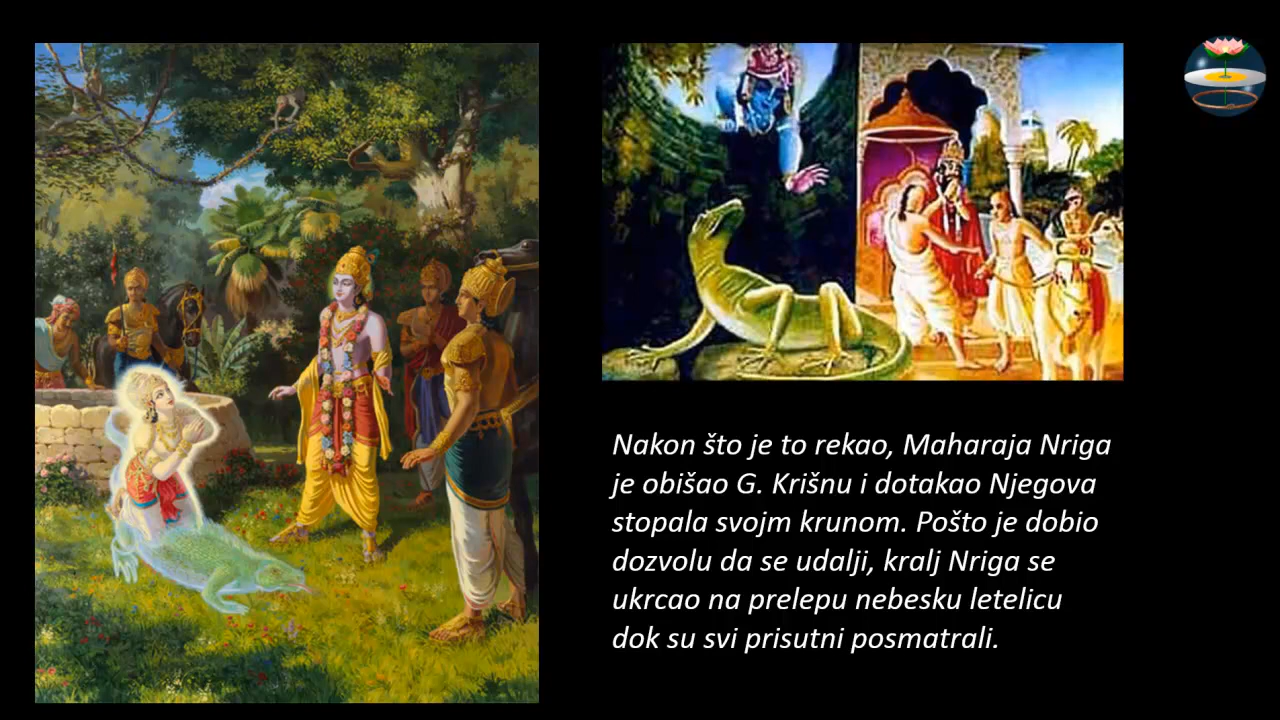 Nakon što je to rekao, Maharaja Nriga
je obišao G. Krišnu i dotakao Njegova
stopala svojm krunom. Pošto je dobio
dozvolu da se udalji, kralj Nriga se
ukrcao na prelepu nebesku letelicu
dok su svi prisutni posmatrali.